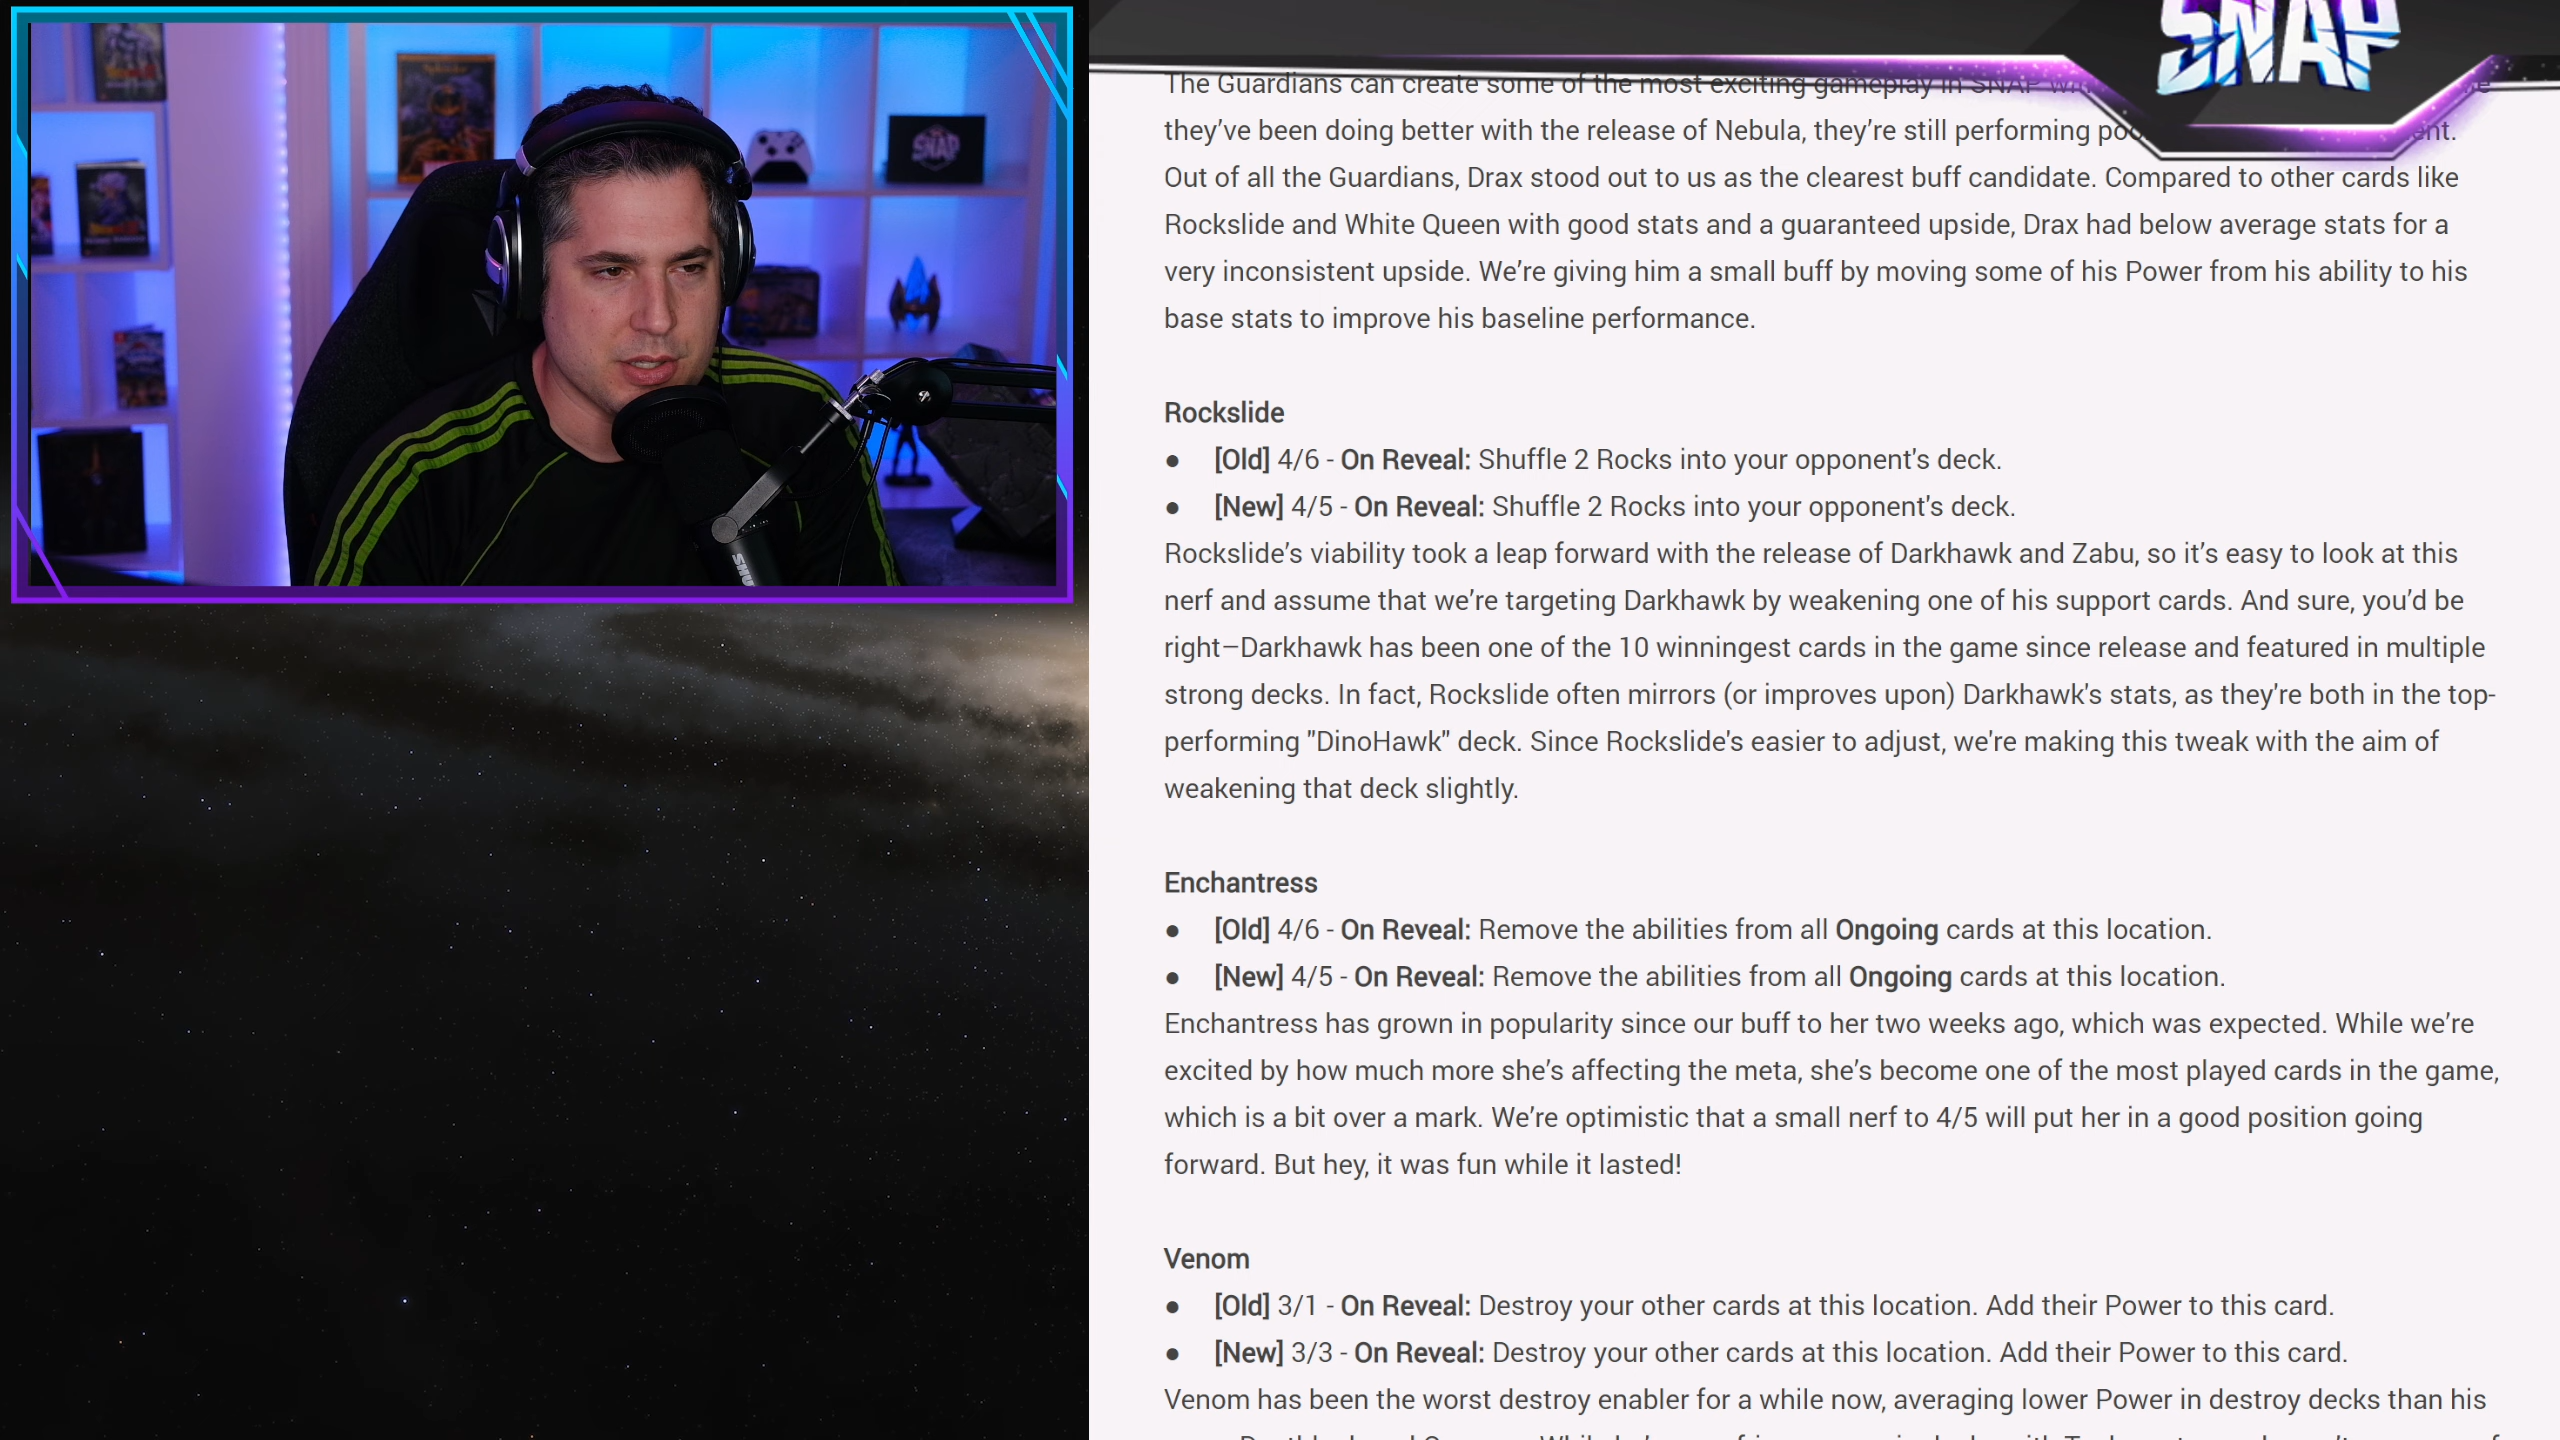 SNAP
SNAP
SHU
The Guardians can create some of the most exciting gameplay in SNAP
they’ve been doing better with the release of Nebula, they’re still performing
Out of all the Guardians, Drax stood out to us as the clearest buff candidate. Compared to other cards like
Rockslide and White Queen with good stats and a guaranteed upside, Drax had below average stats for a
very inconsistent upside. We’re giving him a small buff by moving some of his Power from his ability to his
base stats to improve his baseline performance.
Rockslide
● [Old] 4/6 - On Reveal: Shuffle 2 Rocks into your opponent's deck.
● [New] 4/5 - On Reveal: Shuffle 2 Rocks into your opponent's deck.
Rockslide’s viability took a leap forward with the release of Darkhawk and Zabu, so it’s easy to look at this
nerf and assume that we’re targeting Darkhawk by weakening one of his support cards. And sure, you’d be
right–Darkhawk has been one of the 10 winningest cards in the game since release and featured in multiple
strong decks. In fact, Rockslide often mirrors (or improves upon) Darkhawk's stats, as they're both in the top-
performing "DinoHawk" deck. Since Rockslide's easier to adjust, we're making this tweak with the aim of
weakening that deck slightly.
Enchantress
● [Old] 4/6 - On Reveal: Remove the abilities from all Ongoing cards at this location.
● [New] 4/5 - On Reveal: Remove the abilities from all Ongoing cards at this location.
Enchantress has grown in popularity since our buff to her two weeks ago, which was expected. While we’re
excited by how much more she’s affecting the meta, she’s become one of the most played cards in the game,
which is a bit over a mark. We’re optimistic that a small nerf to 4/5 will put her in a good position going
forward. But hey, it was fun while it lasted!
Venom
● [Old] 3/1 - On Reveal: Destroy your other cards at this location. Add their Power to this card.
● [New] 3/3 - On Reveal: Destroy your other cards at this location. Add their Power to this card.
Venom has been the worst destroy enabler for a while now, averaging lower Power in destroy decks than his